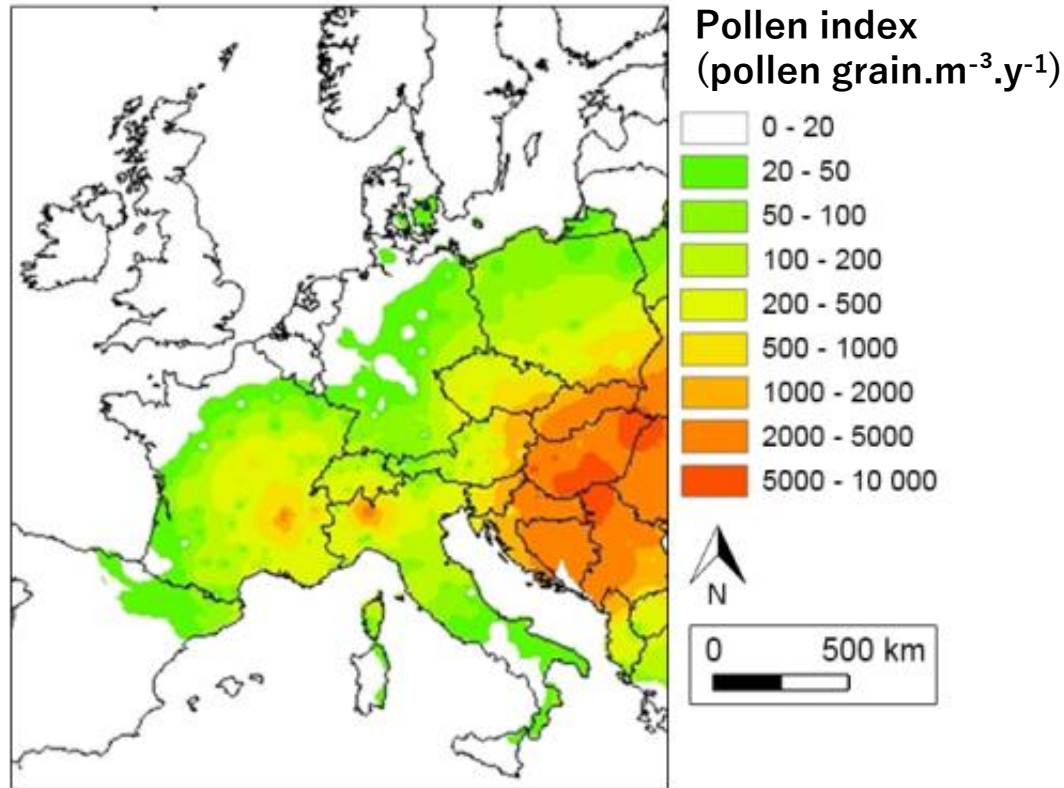 Pollen index
(pollen grain.m⁻³.y⁻¹)
0 - 20
20 - 50
50 - 100
100 - 200
200 - 500
500 - 1000
1000 - 2000
2000 - 5000
5000 - 10 000
N
0 500 km